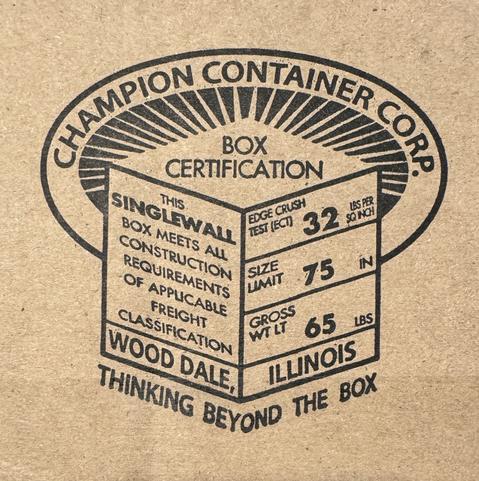 CHAMPION CONTAINER CORP.
BOX
CERTIFICATION
THIS
SINGLEWALL
BOX MEETS ALL
CONSTRUCTION
REQUIREMENTS
OF APPLICABLE
FREIGHT
CLASSIFICATION
EDGE CRUSH
TEST (ECT) 32 LBS PER
SQ INCH
SIZE
LIMIT 75 IN
GROSS
WT LT 65 LBS
WOOD DALE, ILLINOIS
THINKING BEYOND THE BOX